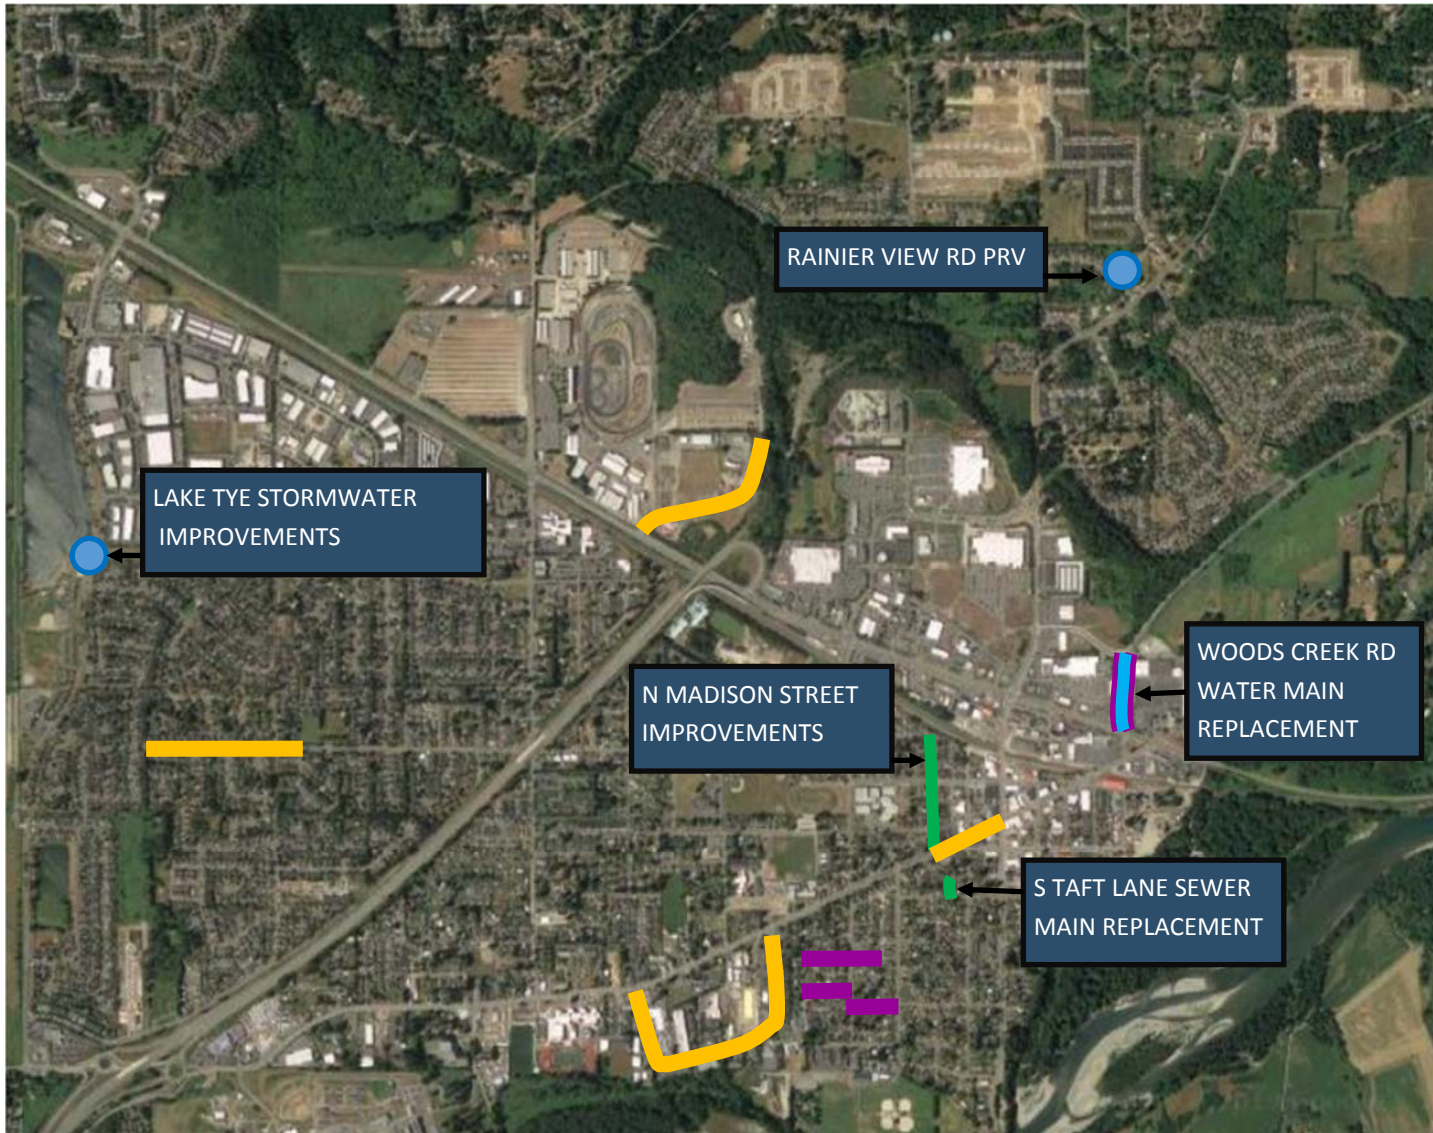 RAINIER VIEW RD PRV
LAKE TYE STORMWATER
IMPROVEMENTS
WOODS CREEK RD
WATER MAIN
REPLACEMENT
N MADISON STREET
IMPROVEMENTS
S TAFT LANE SEWER
MAIN REPLACEMENT